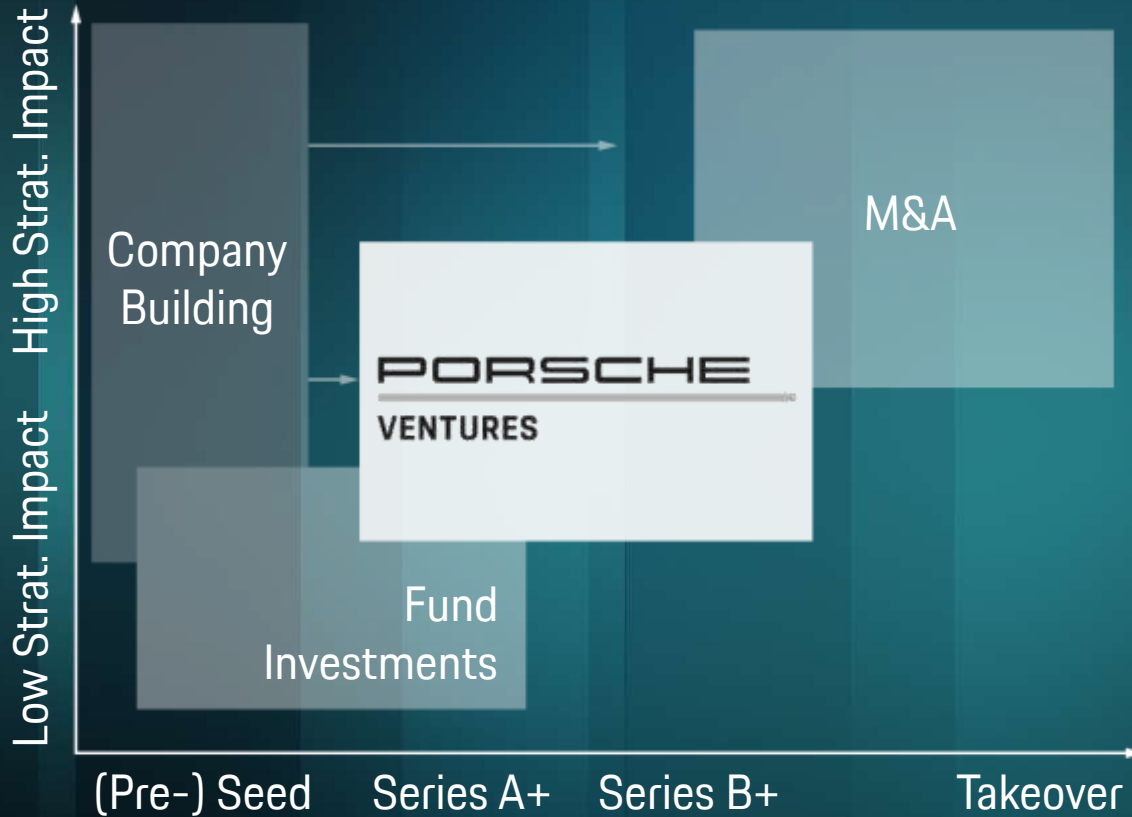 High Strat. Impact
Low Strat. Impact
Company
Building
M&A
PORSCHE
VENTURES
Fund
Investments
(Pre-) Seed
Series A+
Series B+
Takeover